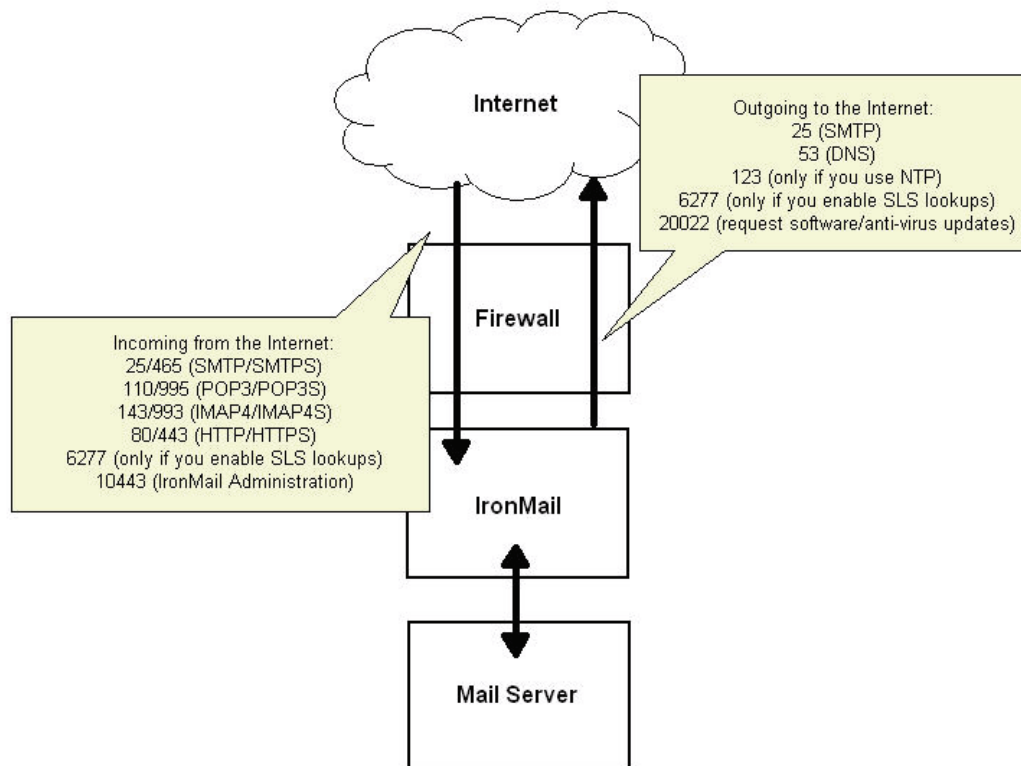 Internet
Outgoing to the Internet:
25 (SMTP)
53 (DNS)
123 (only if you use NTP)
6277 (only if you enable SLS lookups)
20022 (request software/anti-virus updates)
Firewall
Incoming from the Internet:
25/465 (SMTP/SMTPS)
110/995 (POP3/POP3S)
143/993 (IMAP4/IMAP4S)
80/443 (HTTP/HTTPS)
6277 (only if you enable SLS lookups)
10443 (IronMail Administration)
IronMail
Mail Server